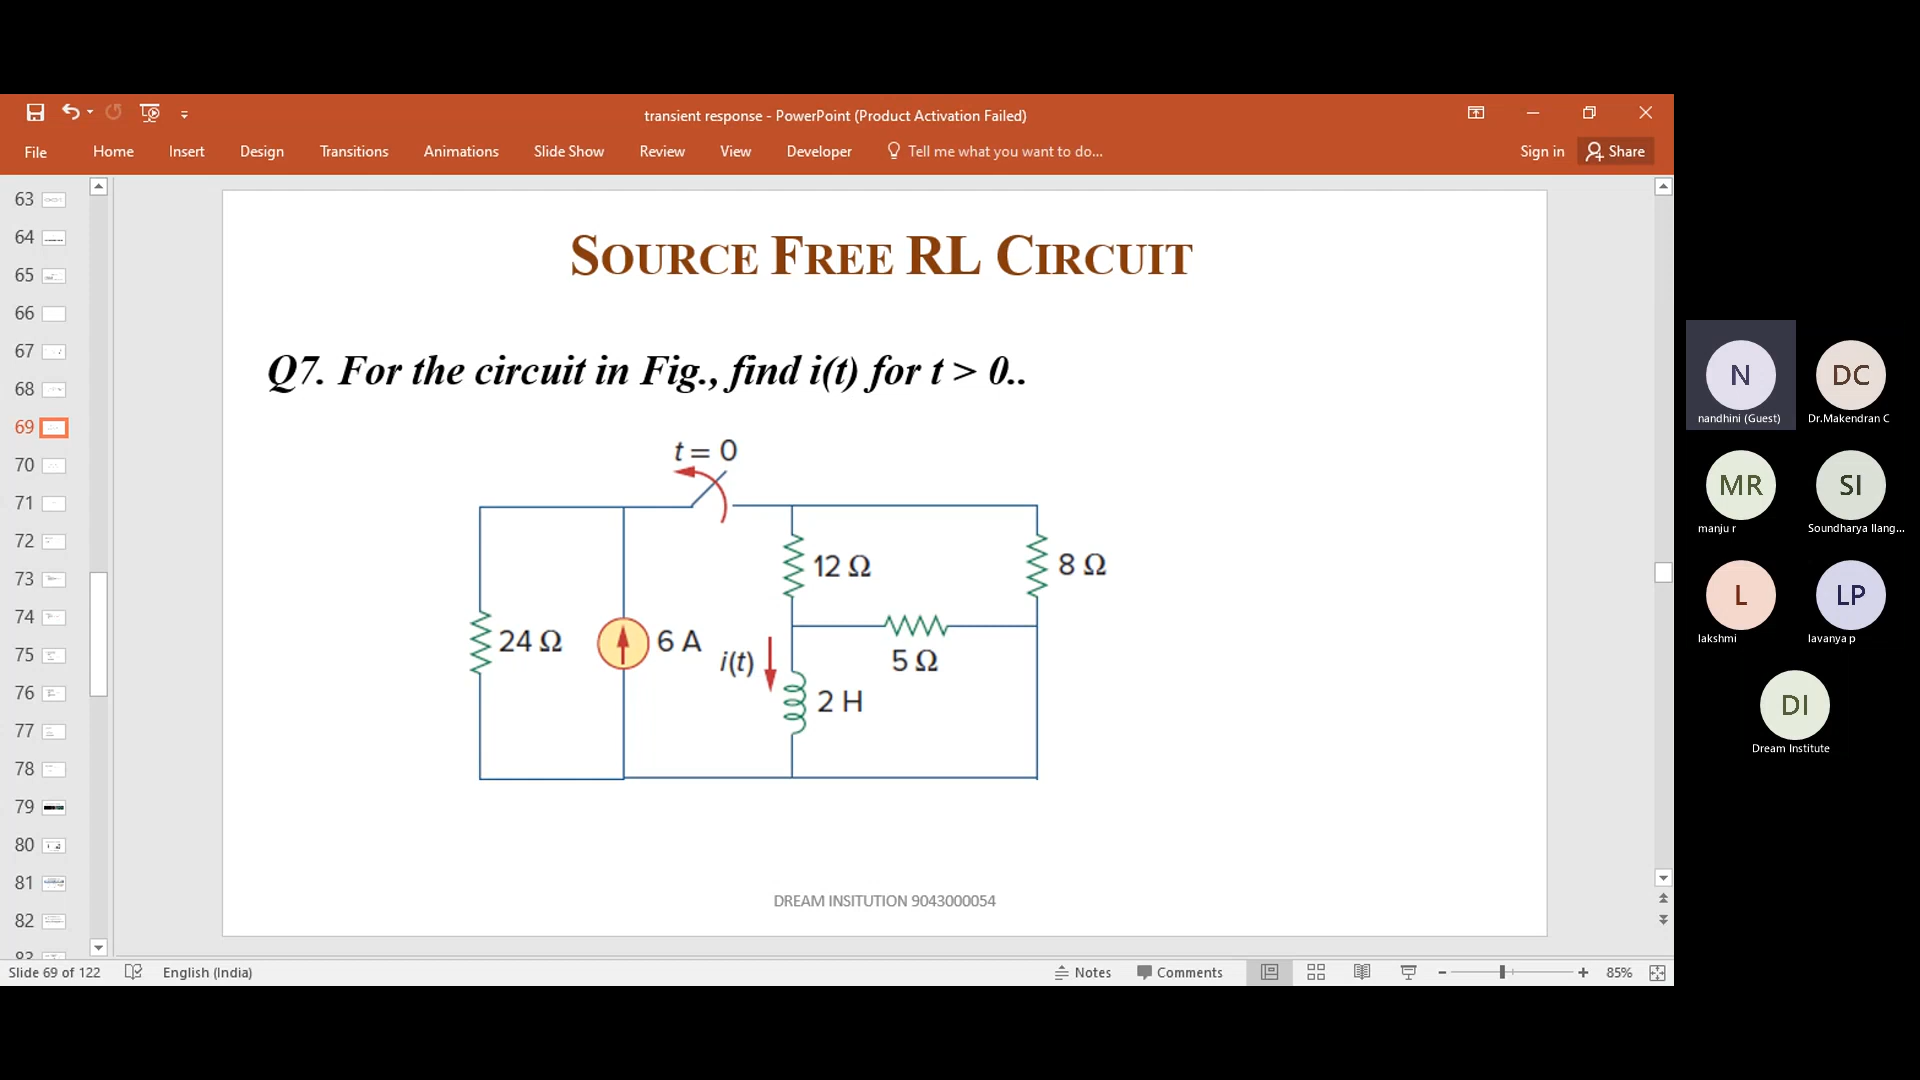 transient response - PowerPoint (Product Activation Failed)
File Home Insert Design Transitions Animations Slide Show Review View Developer Tell me what you want to do... Sign in Share
63
64
65
66
67
68
69
70
71
72
73
74
75
76
77
78
79
80
81
82
83
SOURCE FREE RL CIRCUIT
Q7. For the circuit in Fig., find i(t) for t > 0..
t = 0
12 Ω
8 Ω
24 Ω
6 A
i(t)
5 Ω
2 H
DREAM INSITUTION 9043000054
Slide 69 of 122 English (India) Notes Comments 85%
N
nandhini (Guest)
DC
Dr.Makendran C
MR
manju r
SI
Soundharya Ilang...
L
lakshmi
LP
lavanya p
DI
Dream Institute